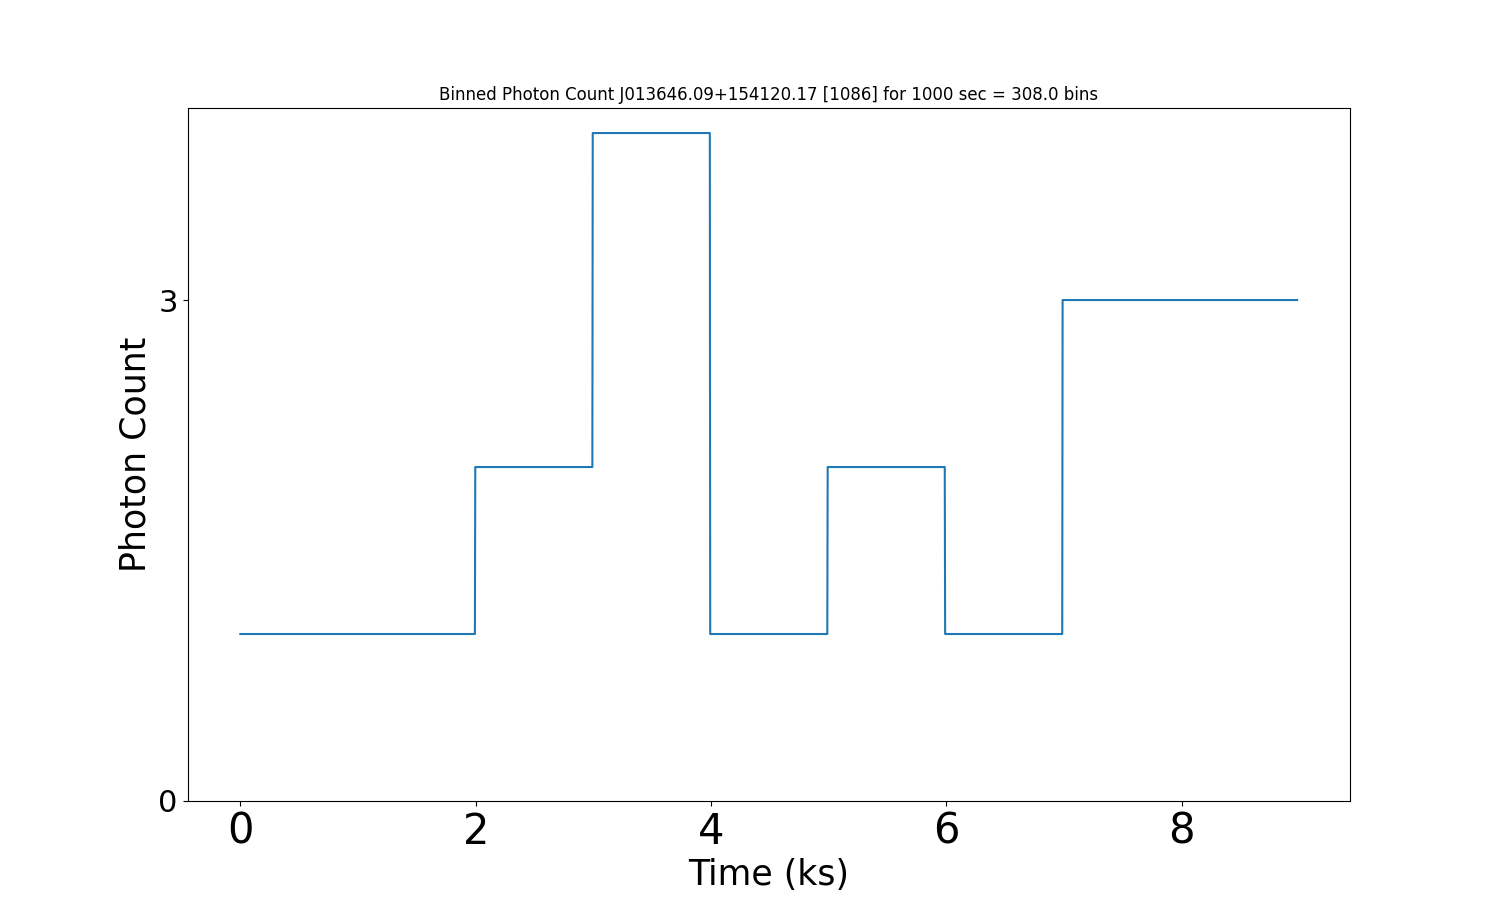 Binned Photon Count J013646.09+154120.17 [1086] for 1000 sec = 308.0 bins
3
Photon Count
0
0 2 4 6 8
Time (ks)